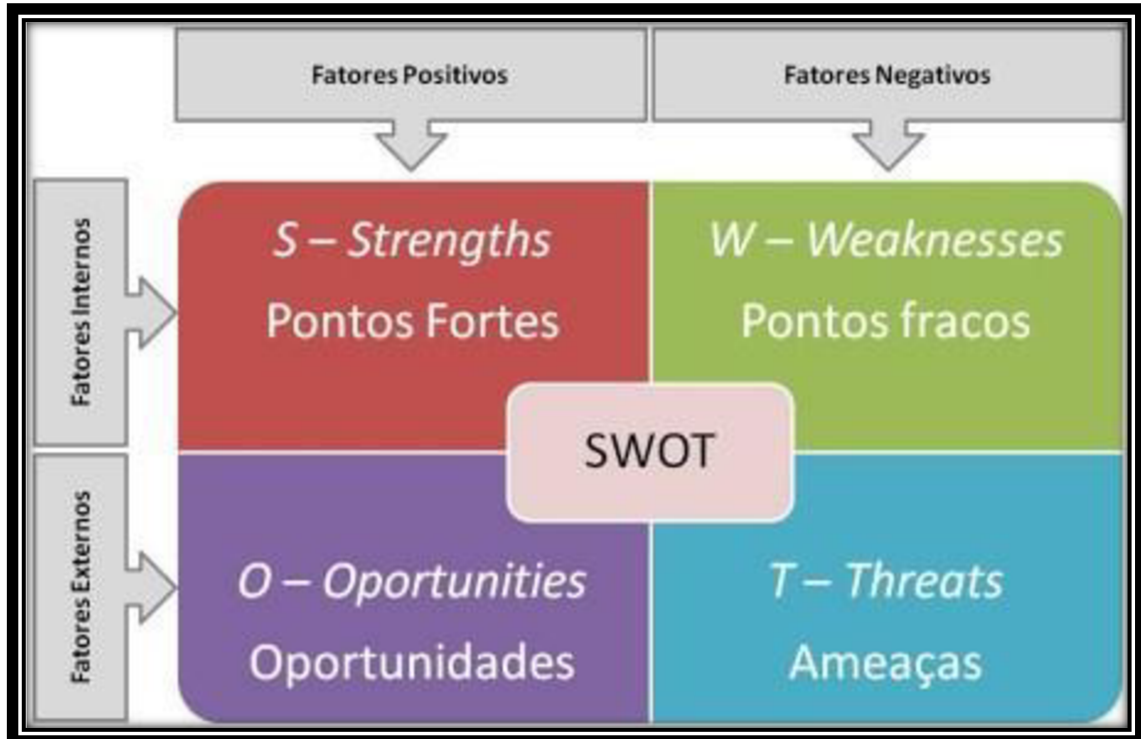 Fatores Positivos
Fatores Negativos
Fatores Internos
S – Strengths
Pontos Fortes
W – Weaknesses
Pontos fracos
SWOT
Fatores Externos
O – Oportunities
Oportunidades
T – Threats
Ameaças